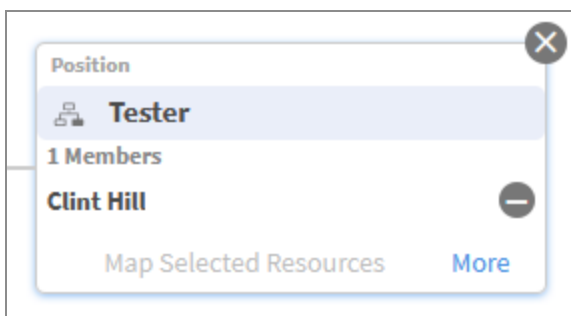 Position
Tester
1 Members
Clint Hill
Map Selected Resources More